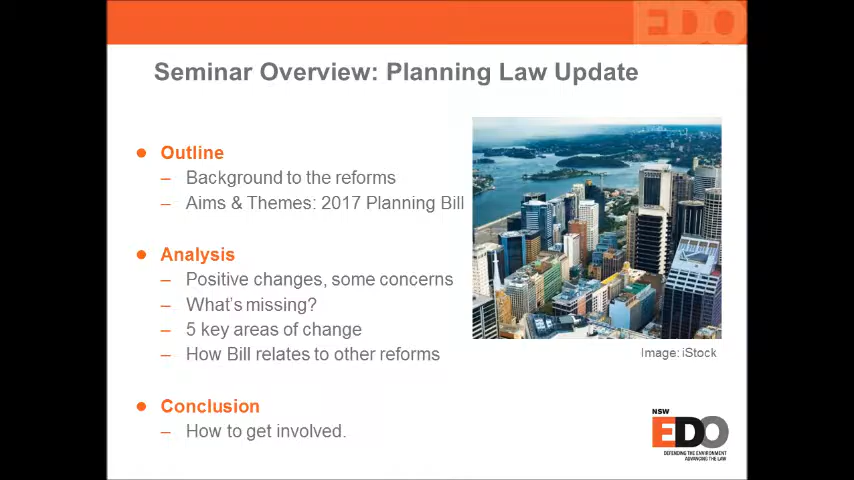 EDO
Seminar Overview: Planning Law Update
● Outline
– Background to the reforms
– Aims & Themes: 2017 Planning Bill
● Analysis
– Positive changes, some concerns
– What's missing?
– 5 key areas of change
– How Bill relates to other reforms
Image: iStock
● Conclusion
– How to get involved.
NSW
EDO
DEFENDING THE ENVIRONMENT
ADVANCING THE LAW